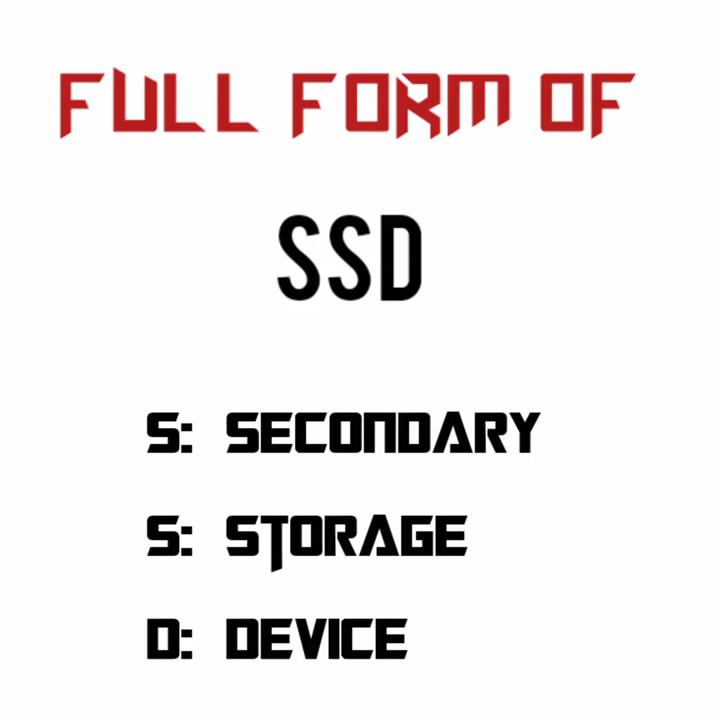 FULL FORM OF
SSD
S: SECONDARY
S: STORAGE
D: DEVICE